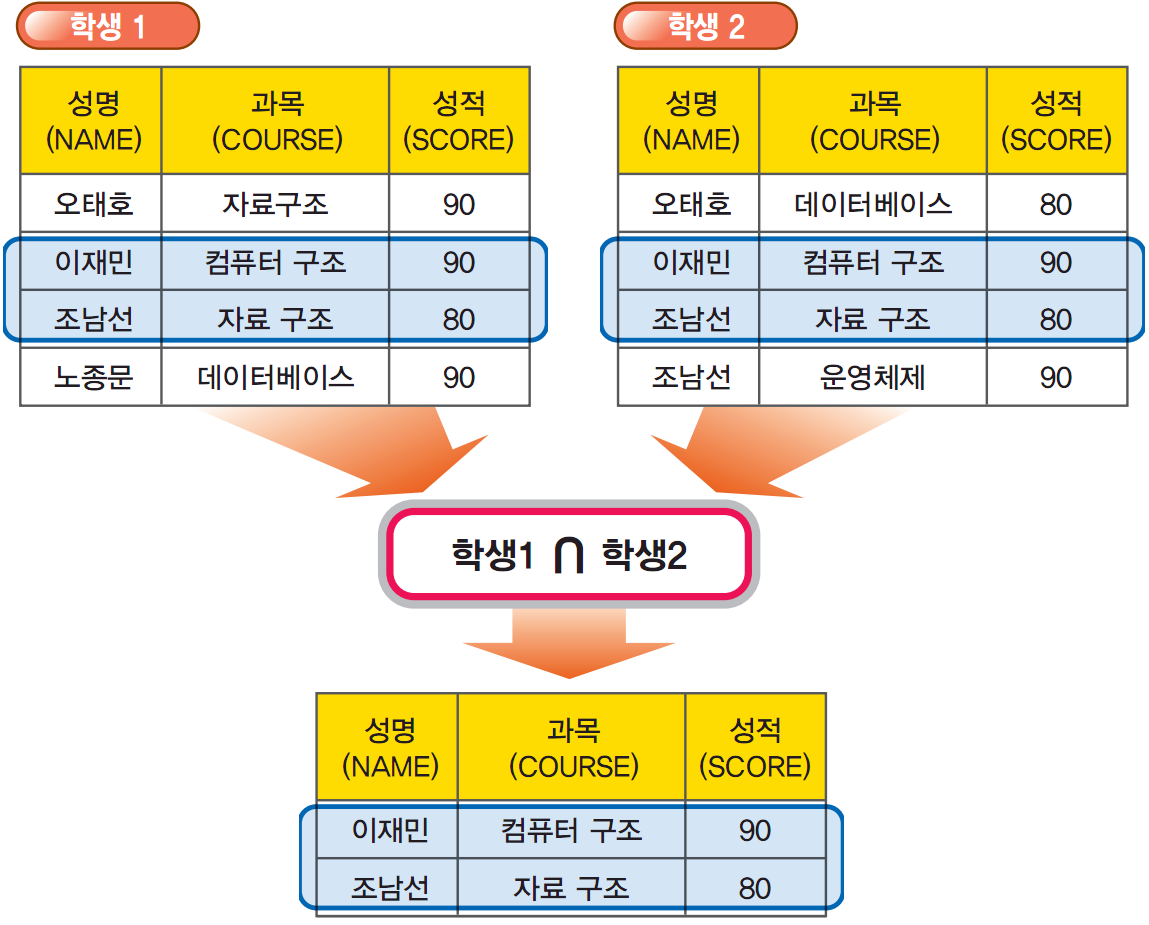 학생 1
성명 과목 성적
(NAME) (COURSE) (SCORE)
오태호 자료구조 90
이재민 컴퓨터 구조 90
조남선 자료 구조 80
노종문 데이터베이스 90
학생 2
성명 과목 성적
(NAME) (COURSE) (SCORE)
오태호 데이터베이스 80
이재민 컴퓨터 구조 90
조남선 자료 구조 80
조남선 운영체제 90
학생1 ∩ 학생2
성명 과목 성적
(NAME) (COURSE) (SCORE)
이재민 컴퓨터 구조 90
조남선 자료 구조 80